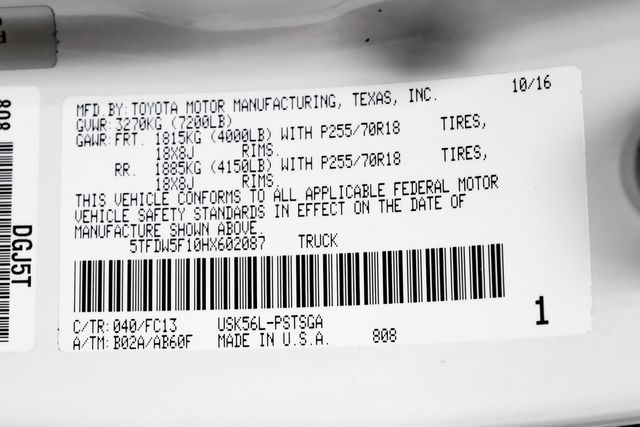 10/16
MFD.BY:TOYOTA MOTOR MANUFACTURING, TEXAS, INC.
GVWR:3270KG (7200LB)
GAWR:FRT. 1815KG (4000LB) WITH P255/70R18 TIRES,
18X8J RIMS.
RR. 1885KG (4150LB) WITH P255/70R18 TIRES,
18X8J RIMS.
THIS VEHICLE CONFORMS TO ALL APPLICABLE FEDERAL MOTOR
VEHICLE SAFETY STANDARDS IN EFFECT ON THE DATE OF
MANUFACTURE SHOWN ABOVE.
5TFDW5F10HX602087 TRUCK
C/TR:040/FC13 USK56L-PSTSGA
A/TM:B02A/AB60F MADE IN U.S.A. 808
1
808
DGJ5T